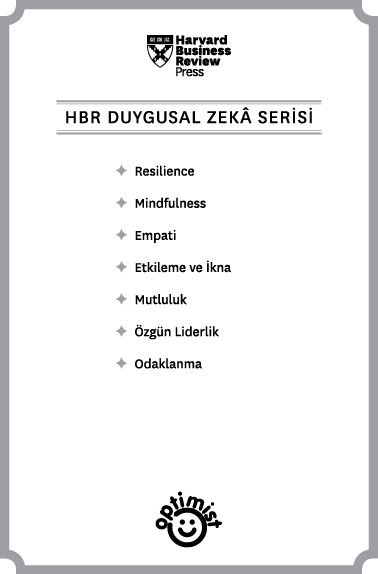 Harvard
Business
Review
Press
HBR DUYGUSAL ZEKÂ SERİSİ
Resilience
Mindfulness
Empati
Etkileme ve İkna
Mutluluk
Özgün Liderlik
Odaklanma
optimist